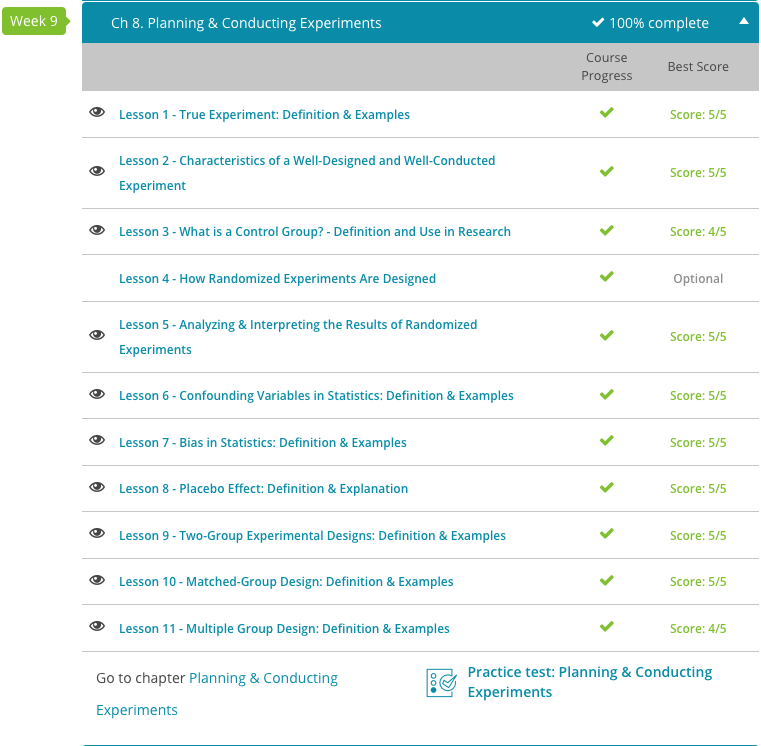 Week 9
Ch 8. Planning & Conducting Experiments
100% complete
Course
Progress
Best Score
Lesson 1 - True Experiment: Definition & Examples
Score: 5/5
Lesson 2 - Characteristics of a Well-Designed and Well-Conducted
Experiment
Score: 5/5
Lesson 3 - What is a Control Group? - Definition and Use in Research
Score: 4/5
Lesson 4 - How Randomized Experiments Are Designed
Optional
Lesson 5 - Analyzing & Interpreting the Results of Randomized
Experiments
Score: 5/5
Lesson 6 - Confounding Variables in Statistics: Definition & Examples
Score: 5/5
Lesson 7 - Bias in Statistics: Definition & Examples
Score: 5/5
Lesson 8 - Placebo Effect: Definition & Explanation
Score: 5/5
Lesson 9 - Two-Group Experimental Designs: Definition & Examples
Score: 5/5
Lesson 10 - Matched-Group Design: Definition & Examples
Score: 5/5
Lesson 11 - Multiple Group Design: Definition & Examples
Score: 4/5
Go to chapter Planning & Conducting
Experiments
Practice test: Planning & Conducting
Experiments